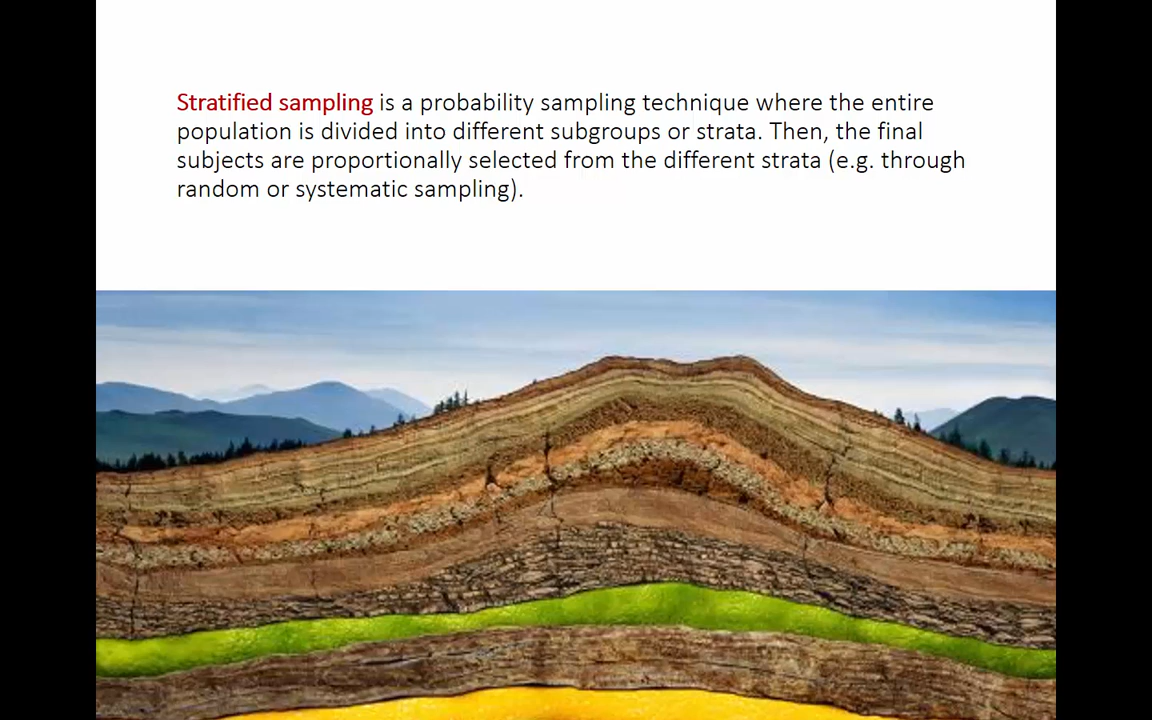 Stratified sampling is a probability sampling technique where the entire
population is divided into different subgroups or strata. Then, the final
subjects are proportionally selected from the different strata (e.g. through
random or systematic sampling).